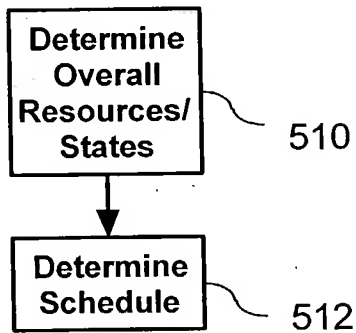 Determine
Overall
Resources/
States
510
Determine
Schedule
512